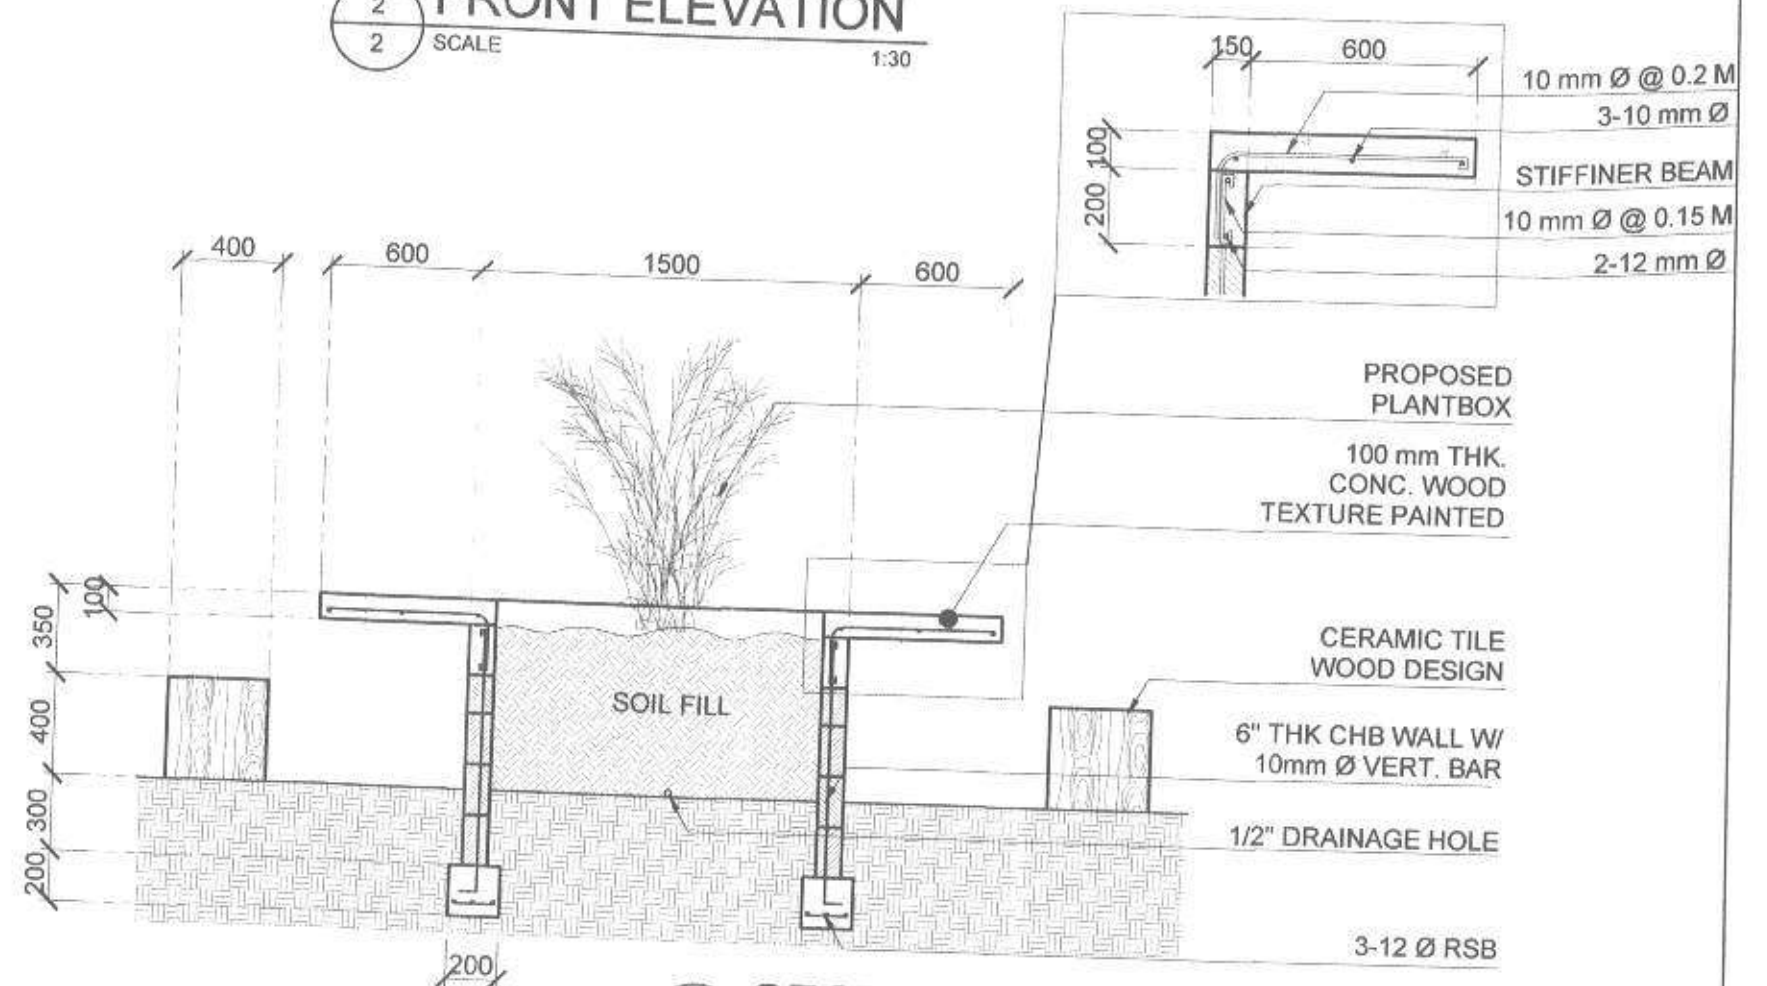 2
FRONT ELEVATION
2
SCALE
1:30
150
600
10 mm Ø @ 0.2 M
3-10 mm Ø
100
STIFFINER BEAM
200
10 mm Ø @ 0.15 M
2-12 mm Ø
400
600
1500
600
PROPOSED
PLANTBOX
100 mm THK.
CONC. WOOD
TEXTURE PAINTED
100
350
CERAMIC TILE
WOOD DESIGN
SOIL FILL
400
6" THK CHB WALL W/
10mm Ø VERT. BAR
300
1/2" DRAINAGE HOLE
200
3-12 Ø RSB
200